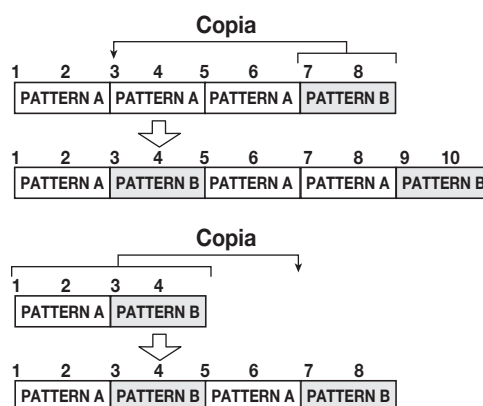 Copia
1 2 3 4 5 6 7 8
PATTERN A PATTERN A PATTERN A PATTERN B
1 2 3 4 5 6 7 8 9 10
PATTERN A PATTERN B PATTERN A PATTERN A PATTERN B
Copia
1 2 3 4
PATTERN A PATTERN B
1 2 3 4 5 6 7 8
PATTERN A PATTERN B PATTERN A PATTERN B